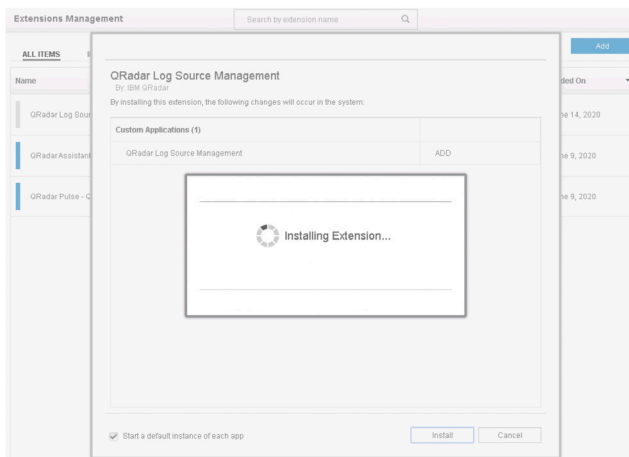 Extensions Management
Search by extension name
ALL ITEMS
Add
Name
ded On
QRadar Log Sour
ne 14, 2020
QRadar Assistant
e 9, 2020
QRadar Pulse - C
e 9, 2020
QRadar Log Source Management
By: IBM QRadar
By installing this extension, the following changes will occur in the system:
Custom Applications (1)
QRadar Log Source Management ADD
Installing Extension...
Start a default instance of each app
Install Cancel